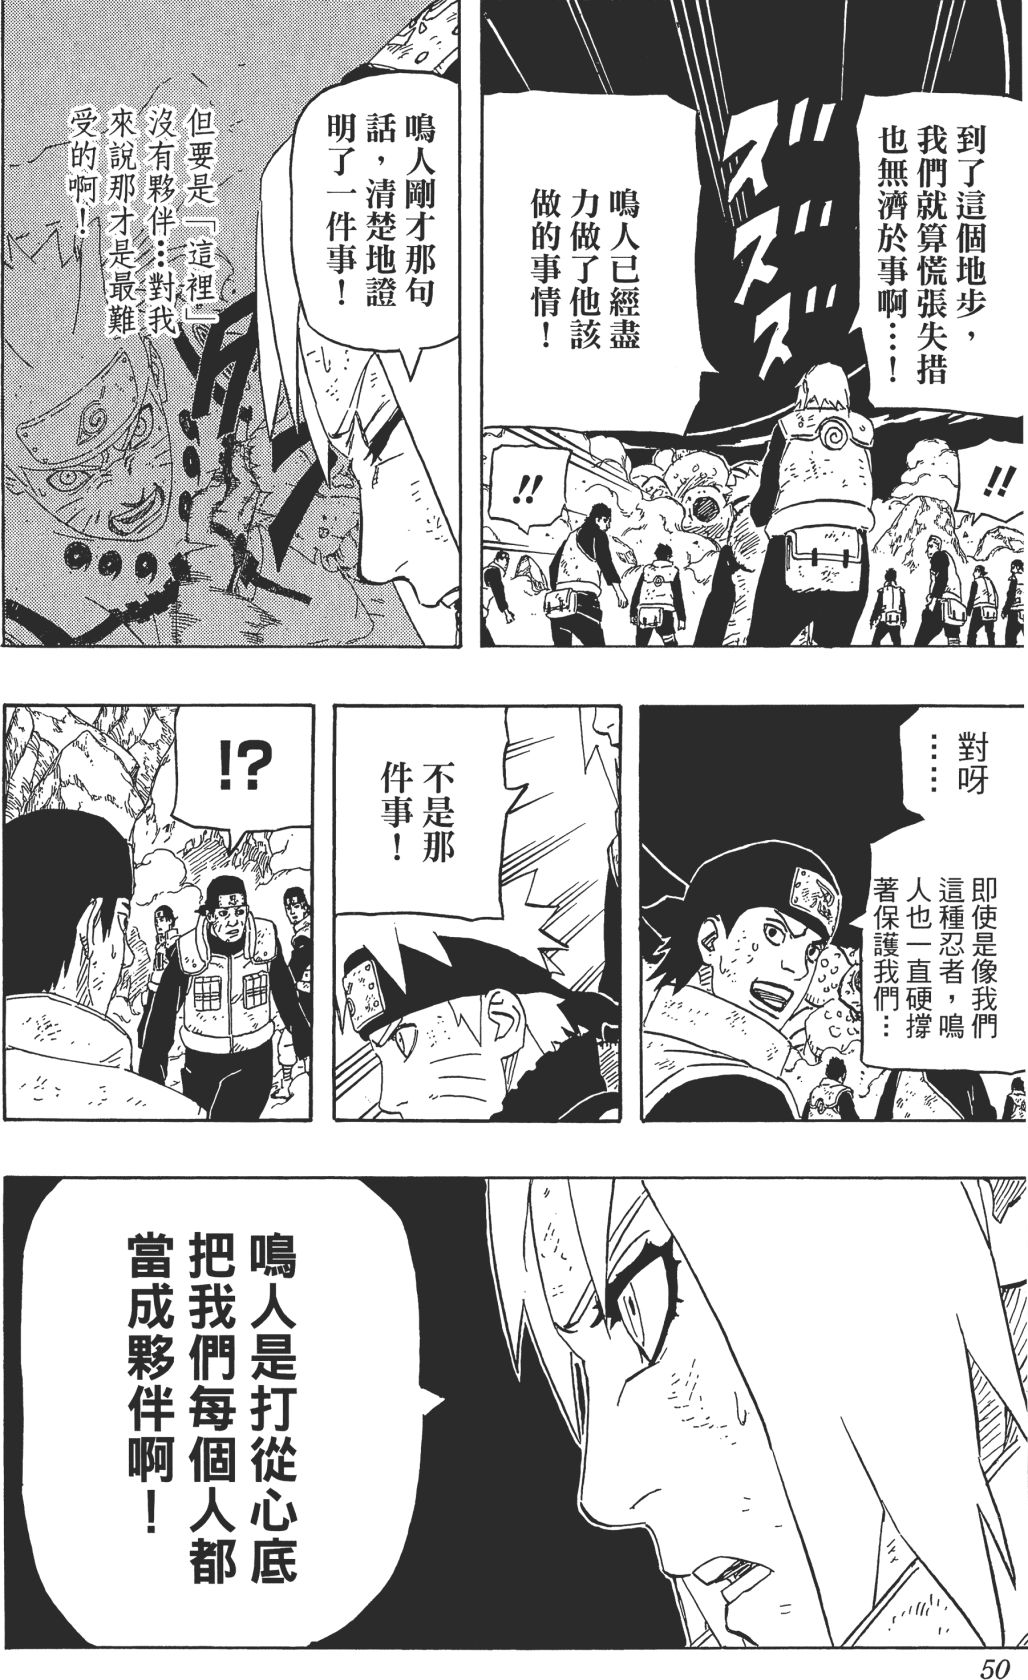 到了這個地步，
我們就算慌張失措
也無濟於事啊…！
ズズズズ
鳴人已經盡
力做了他該
做的事情！
!!
!!
鳴人剛才那句
話，清楚地證
明了一件事！
但要是「這裡」
沒有夥伴…對我
來說那才是最難
受的啊！
對呀
……
即使是像我們
這種忍者，鳴
人也一直硬撐
著保護我們…
不是那
件事！
!?
鳴人是打從心底
把我們每個人都
當成夥伴啊！
50